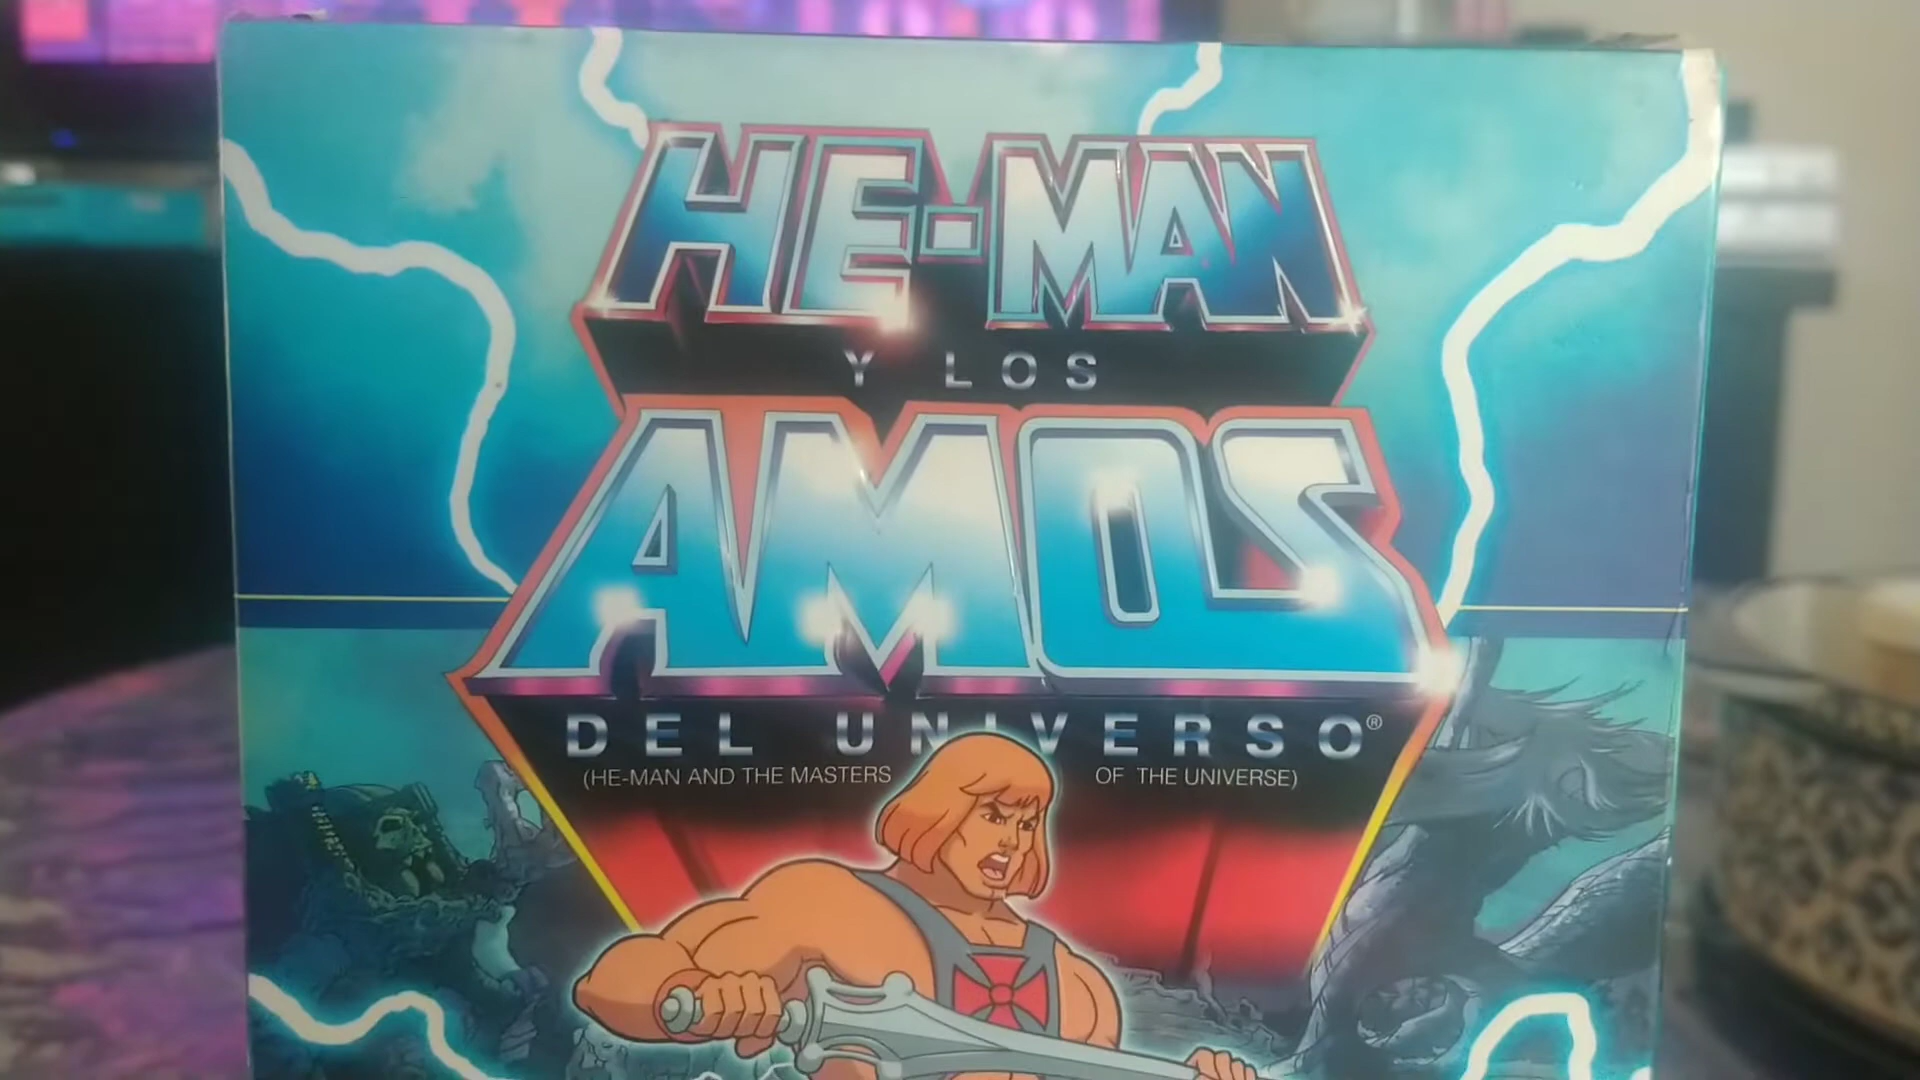 HE-MAN
Y LOS
AMOS
DEL UNIVERSO®
(HE-MAN AND THE MASTERS OF THE UNIVERSE)